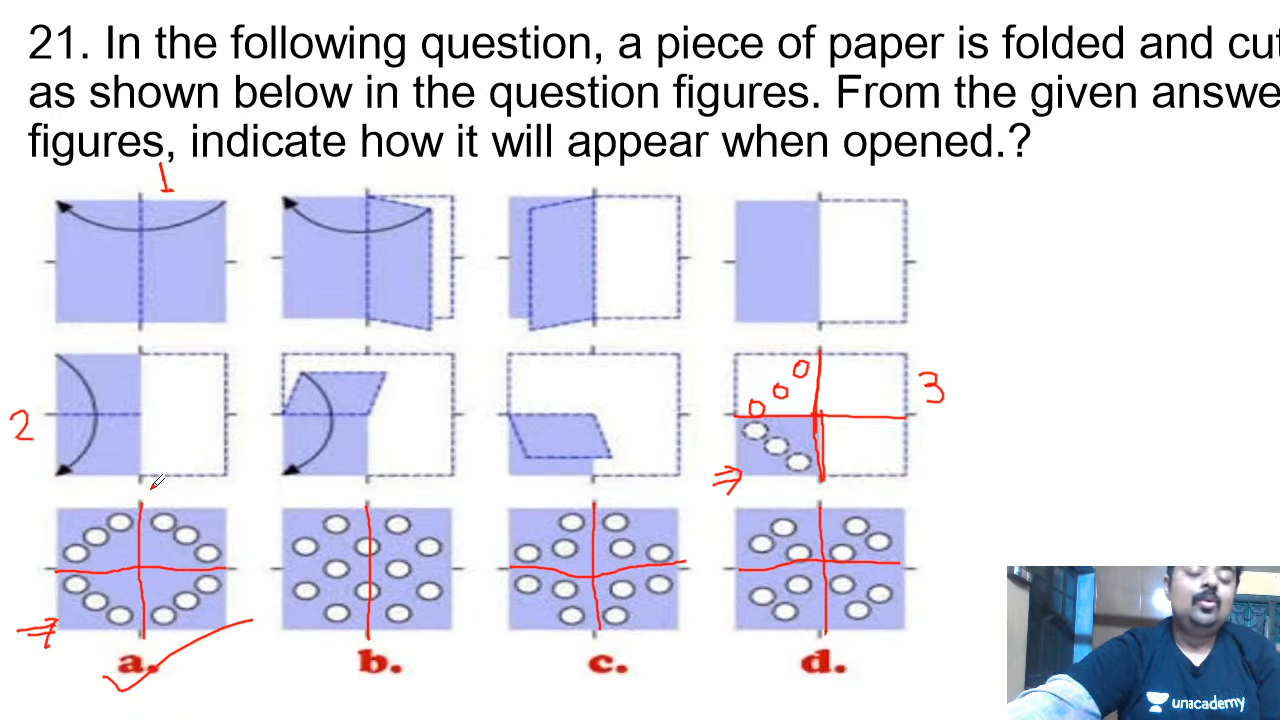 21. In the following question, a piece of paper is folded and cut
as shown below in the question figures. From the given answe
figures, indicate how it will appear when opened.?
1
2
3
a. b. c. d.
unacademy